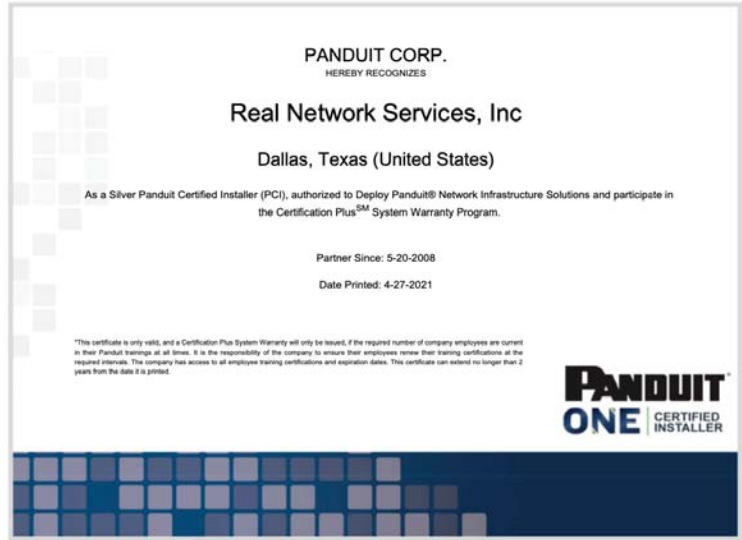 PANDUIT CORP.
HEREBY RECOGNIZES
Real Network Services, Inc
Dallas, Texas (United States)
As a Silver Panduit Certified Installer (PCI), authorized to Deploy Panduit® Network Infrastructure Solutions and participate in
the Certification Plus℠ System Warranty Program.
Partner Since: 5-20-2008
Date Printed: 4-27-2021
*This certificate is only valid, and a Certification Plus System Warranty will only be issued, if the required number of company employees are current
in their Panduit trainings at all times. It is the responsibility of the company to ensure their employees renew their training certifications at the
required intervals. The company has access to all employee training certifications and expiration dates. This certificate can extend no longer than 2
years from the date it is printed.
PANDUIT
ONE CERTIFIED
INSTALLER